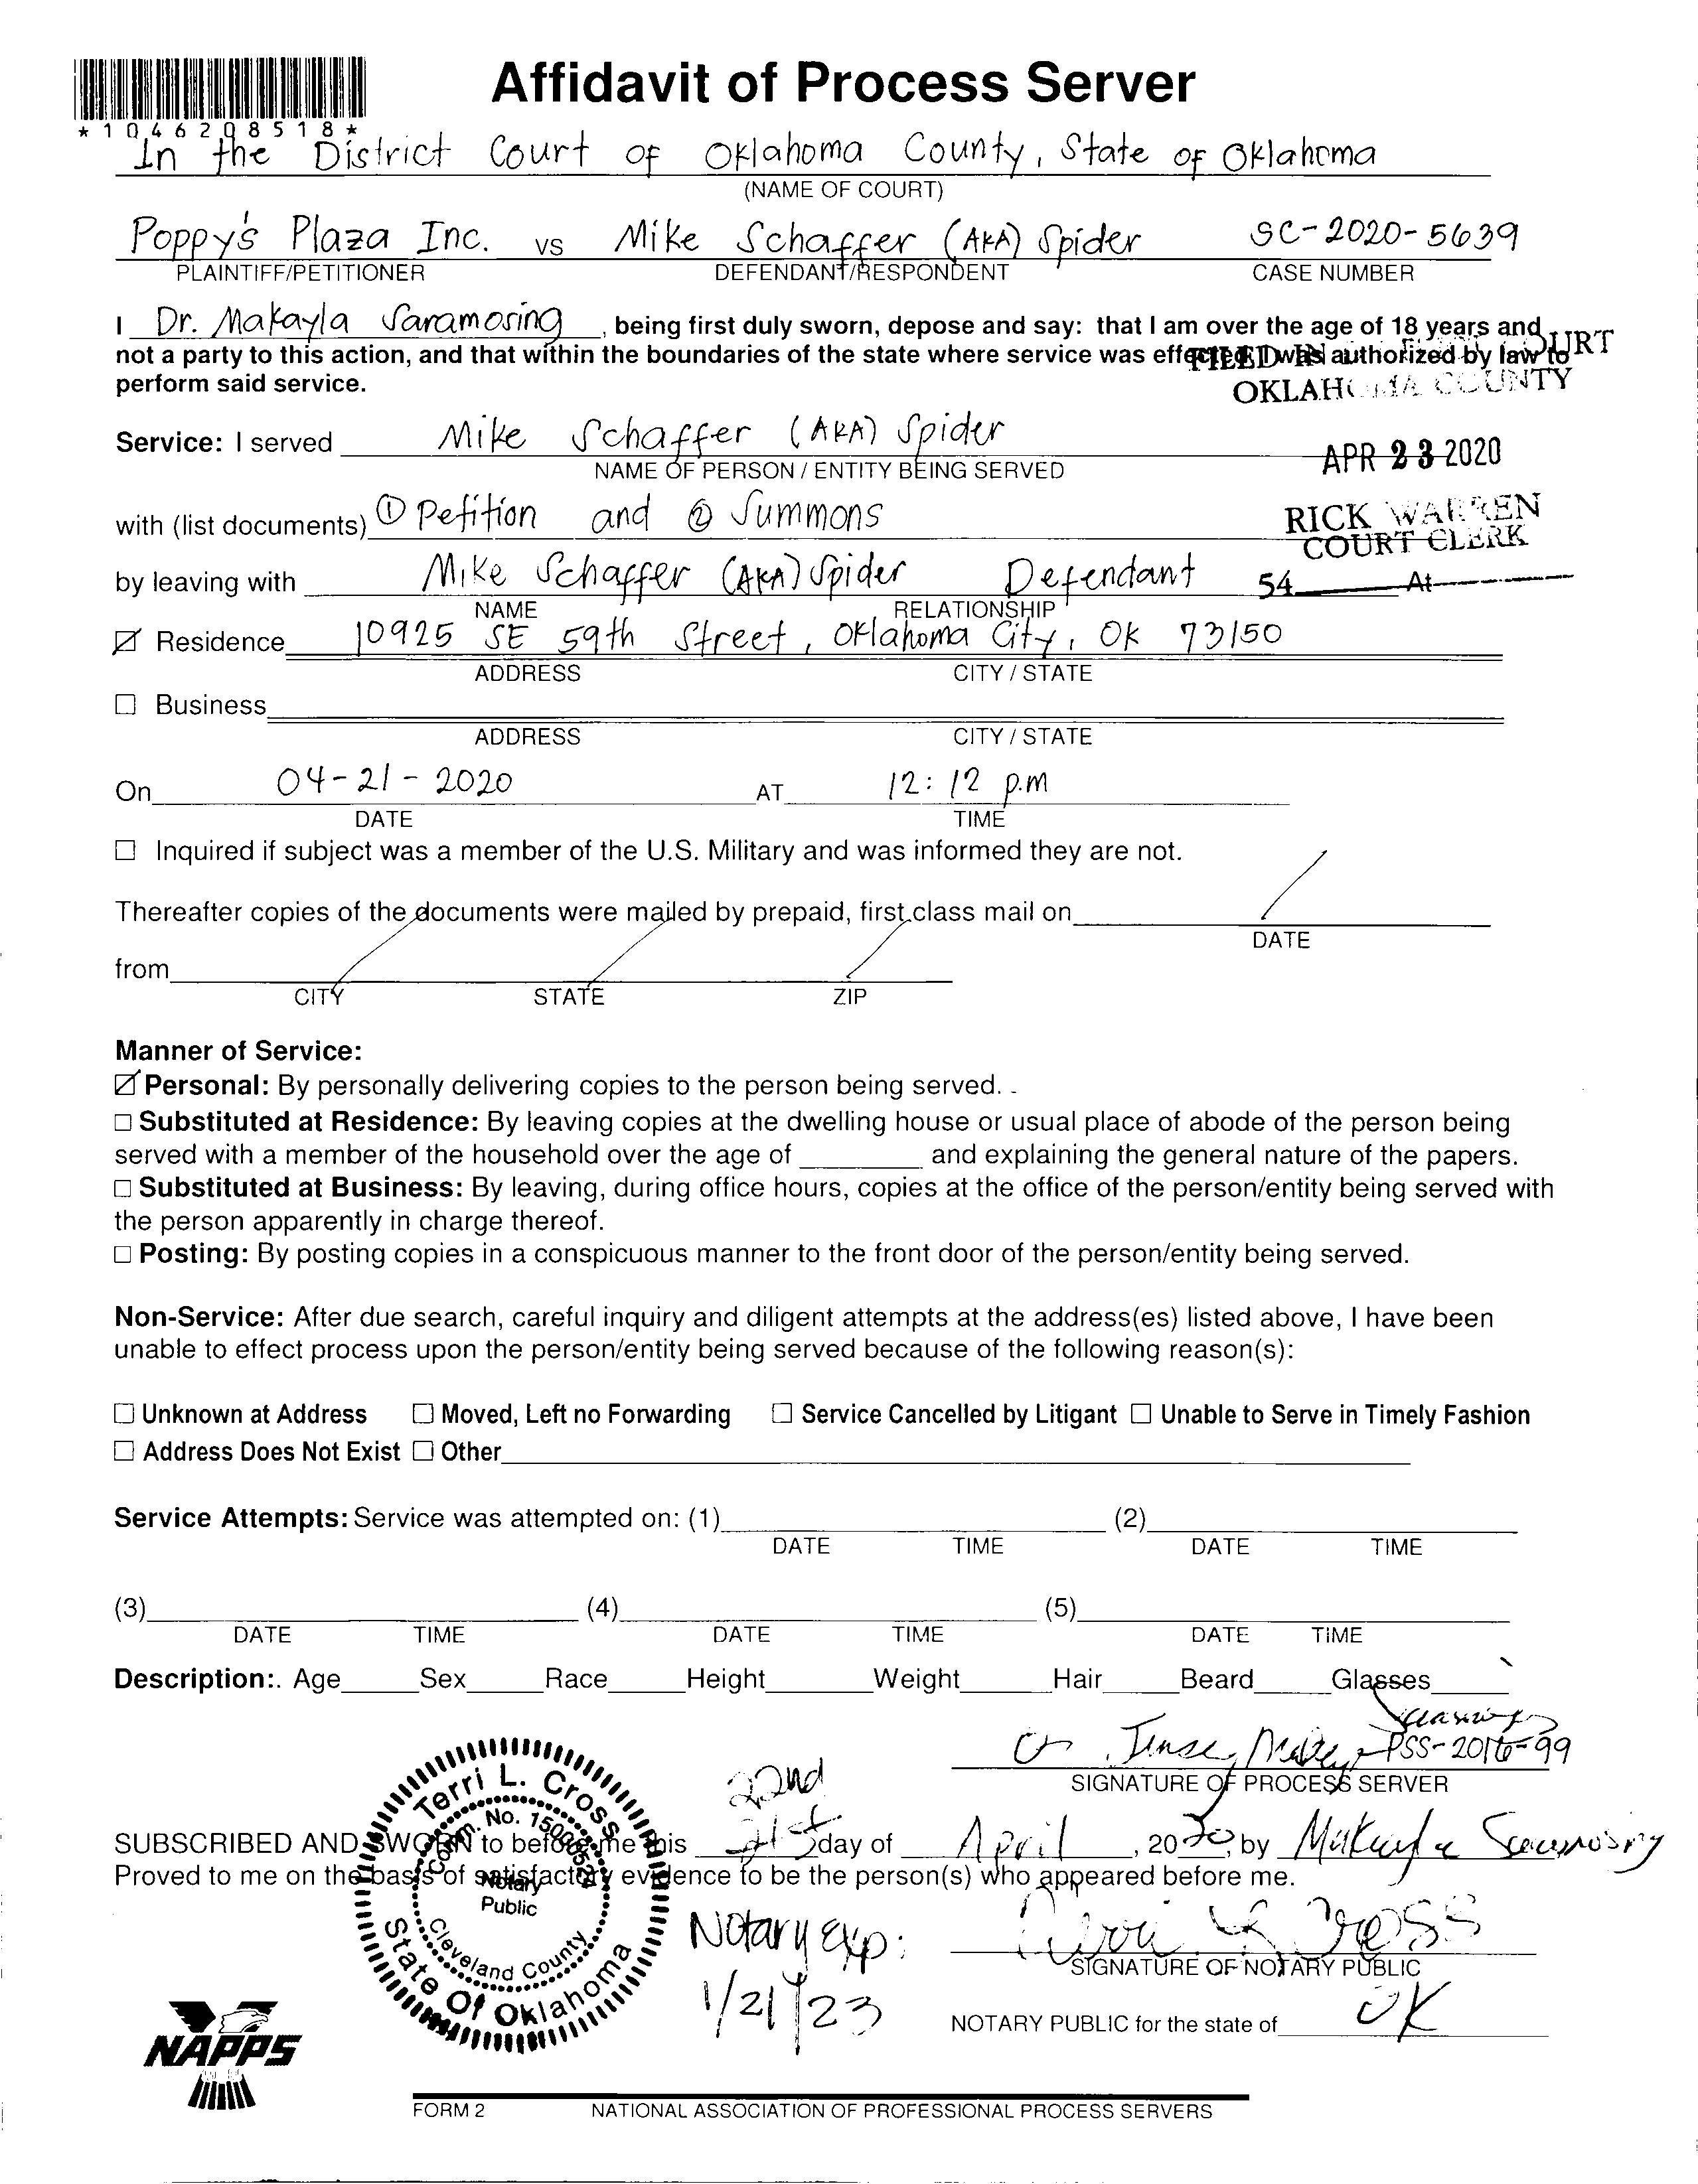 Affidavit of Process Server
*1046208518*
In the District Court of Oklahoma County, State of Oklahoma
(NAME OF COURT)
Poppy's Plaza Inc. vs Mike Schaffer (AKA) Spider SC-2020-5639
PLAINTIFF/PETITIONER DEFENDANT/RESPONDENT CASE NUMBER
I Dr. Makayla Saramosing, being first duly sworn, depose and say: that I am over the age of 18 years and
not a party to this action, and that within the boundaries of the state where service was effected, I was authorized by law to
perform said service.
FILED IN COURT
OKLAHOMA COUNTY
Service: I served Mike Schaffer (AKA) Spider
NAME OF PERSON / ENTITY BEING SERVED
APR 23 2020
with (list documents) ① Petition and ② Summons
RICK WARREN
COURT CLERK
by leaving with Mike Schaffer (AKA) Spider Defendant
54 At
NAME RELATIONSHIP
☑ Residence 10925 SE 59th Street, Oklahoma City, OK 73150
ADDRESS CITY / STATE
☐ Business
ADDRESS CITY / STATE
On 04-21-2020 AT 12:12 p.m
DATE TIME
☐ Inquired if subject was a member of the U.S. Military and was informed they are not.
Thereafter copies of the documents were mailed by prepaid, first class mail on
DATE
from
CITY STATE ZIP
Manner of Service:
☑ Personal: By personally delivering copies to the person being served.
☐ Substituted at Residence: By leaving copies at the dwelling house or usual place of abode of the person being
served with a member of the household over the age of ________ and explaining the general nature of the papers.
☐ Substituted at Business: By leaving, during office hours, copies at the office of the person/entity being served with
the person apparently in charge thereof.
☐ Posting: By posting copies in a conspicuous manner to the front door of the person/entity being served.
Non-Service: After due search, careful inquiry and diligent attempts at the address(es) listed above, I have been
unable to effect process upon the person/entity being served because of the following reason(s):
☐ Unknown at Address ☐ Moved, Left no Forwarding ☐ Service Cancelled by Litigant ☐ Unable to Serve in Timely Fashion
☐ Address Does Not Exist ☐ Other
Service Attempts: Service was attempted on: (1) (2)
DATE TIME DATE TIME
(3) (4) (5)
DATE TIME DATE TIME DATE TIME
Description:. Age Sex Race Height Weight Hair Beard Glasses
PSS-2016-99
SIGNATURE OF PROCESS SERVER
22nd
SUBSCRIBED AND SWORN to before me this 21st day of April, 2020, by Makayla Saramosing
Proved to me on the basis of satisfactory evidence to be the person(s) who appeared before me.
Terri L. Cross
Comm. No. 15000524
Notary
Public
Cleveland County
State Of Oklahoma
Notary exp:
1/21/23
Terri L Cross
SIGNATURE OF NOTARY PUBLIC
NOTARY PUBLIC for the state of OK
NAPPS
FORM 2 NATIONAL ASSOCIATION OF PROFESSIONAL PROCESS SERVERS